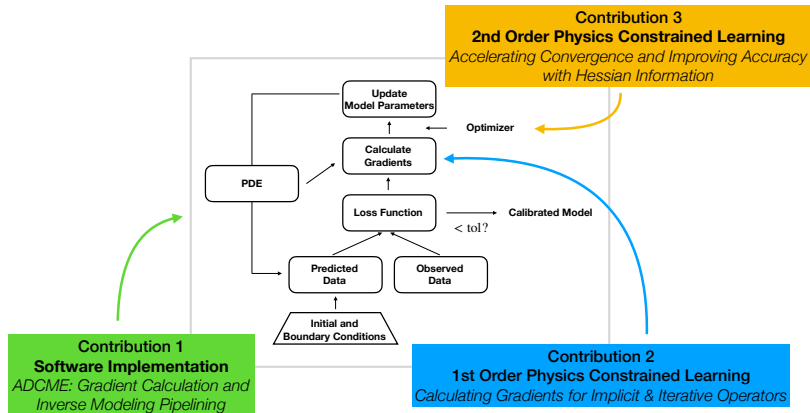 Contribution 3
2nd Order Physics Constrained Learning
Accelerating Convergence and Improving Accuracy
with Hessian Information
Update
Model Parameters
Optimizer
Calculate
Gradients
PDE
Loss Function
Calibrated Model
< tol?
Predicted
Data
Observed
Data
Initial and
Boundary Conditions
Contribution 1
Software Implementation
ADCME: Gradient Calculation and
Inverse Modeling Pipelining
Contribution 2
1st Order Physics Constrained Learning
Calculating Gradients for Implicit & Iterative Operators